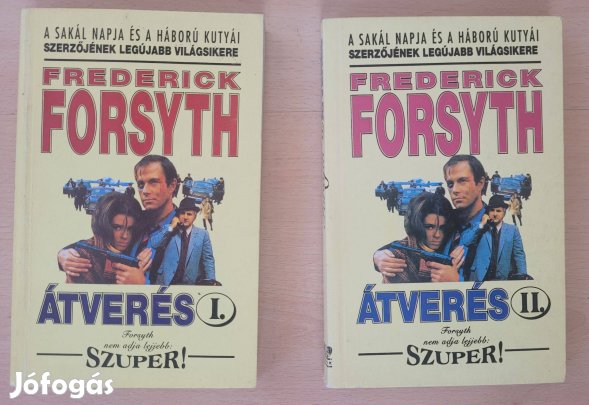 A SAKÁL NAPJA ÉS A HÁBORÚ KUTYÁI
SZERZŐJÉNEK LEGÚJABB VILÁGSIKERE
FREDERICK
FORSYTH
ÁTVERÉS I.
Forsyth
nem adja lejjebb:
SZUPER!
A SAKÁL NAPJA ÉS A HÁBORÚ KUTYÁI
SZERZŐJÉNEK LEGÚJABB VILÁGSIKERE
FREDERICK
FORSYTH
ÁTVERÉS II.
Forsyth
nem adja lejjebb:
SZUPER!
Jófogás